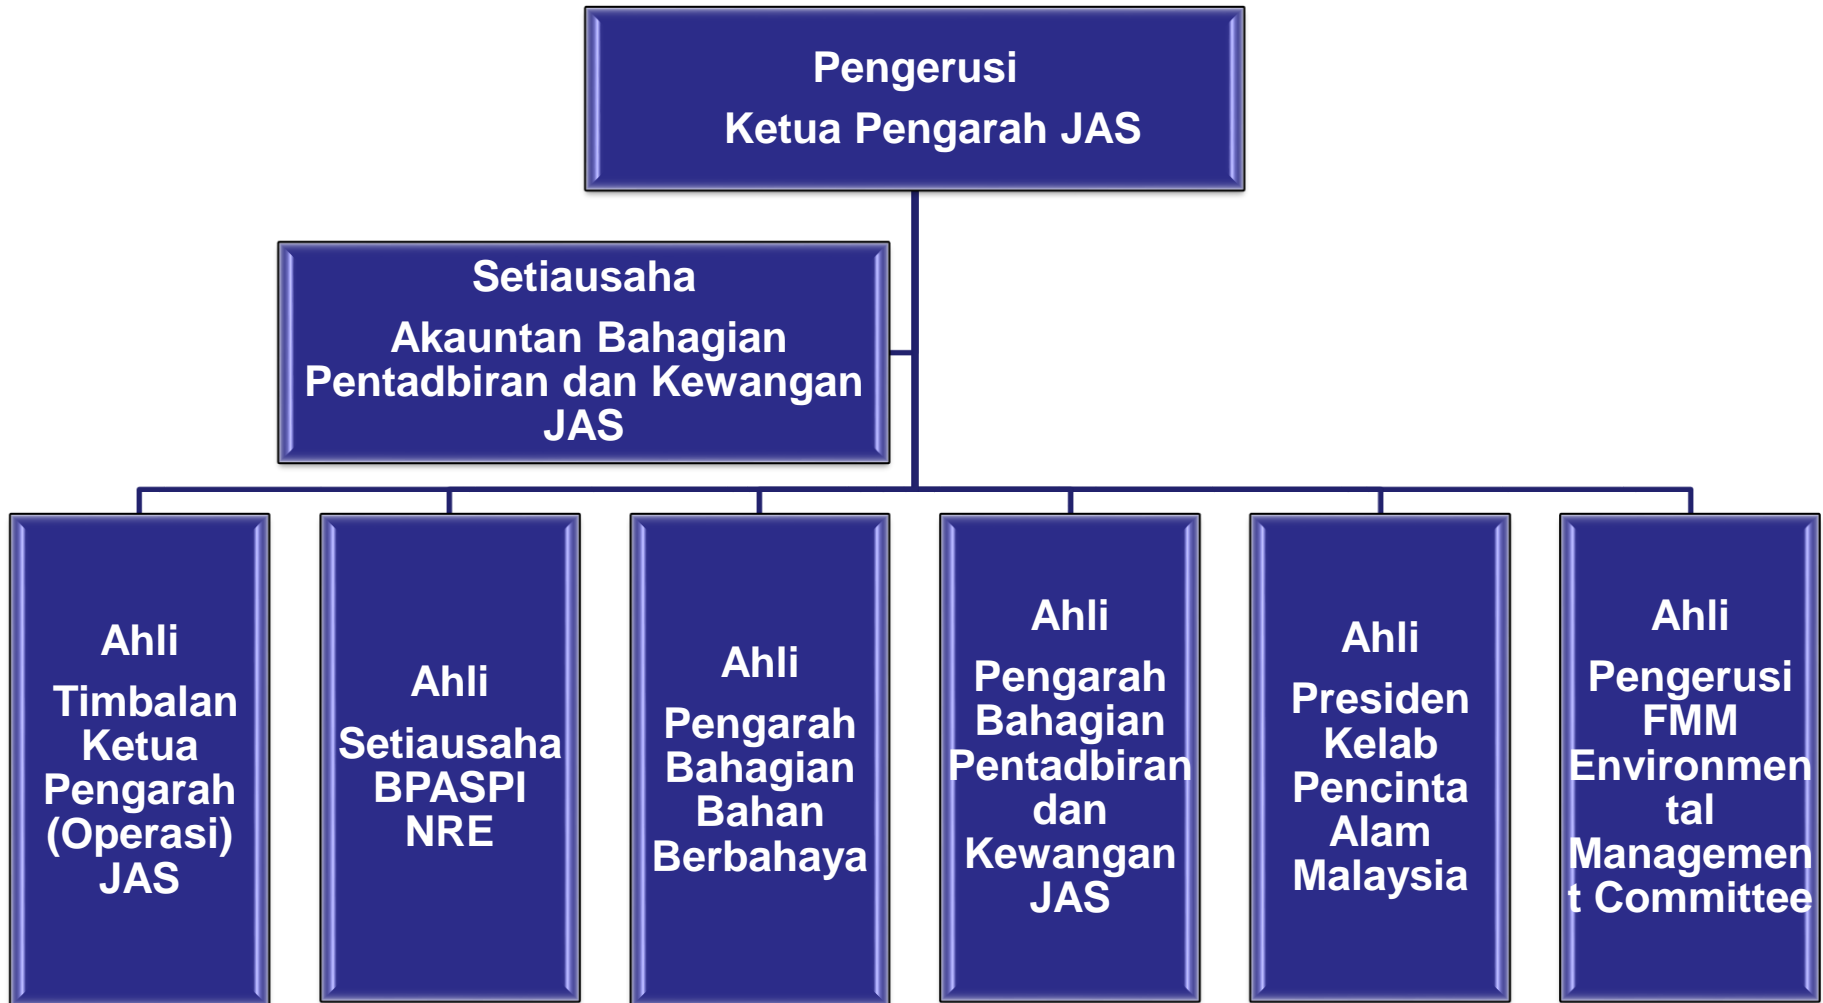 Pengerusi
Ketua Pengarah JAS
Setiausaha
Akauntan Bahagian
Pentadbiran dan Kewangan
JAS
Ahli
Timbalan
Ketua
Pengarah
(Operasi)
JAS
Ahli
Setiausaha
BPASPI
NRE
Ahli
Pengarah
Bahagian
Bahan
Berbahaya
Ahli
Pengarah
Bahagian
Pentadbiran
dan
Kewangan
JAS
Ahli
Presiden
Kelab
Pencinta
Alam
Malaysia
Ahli
Pengerusi
FMM
Environmen
tal
Managemen
t Committee